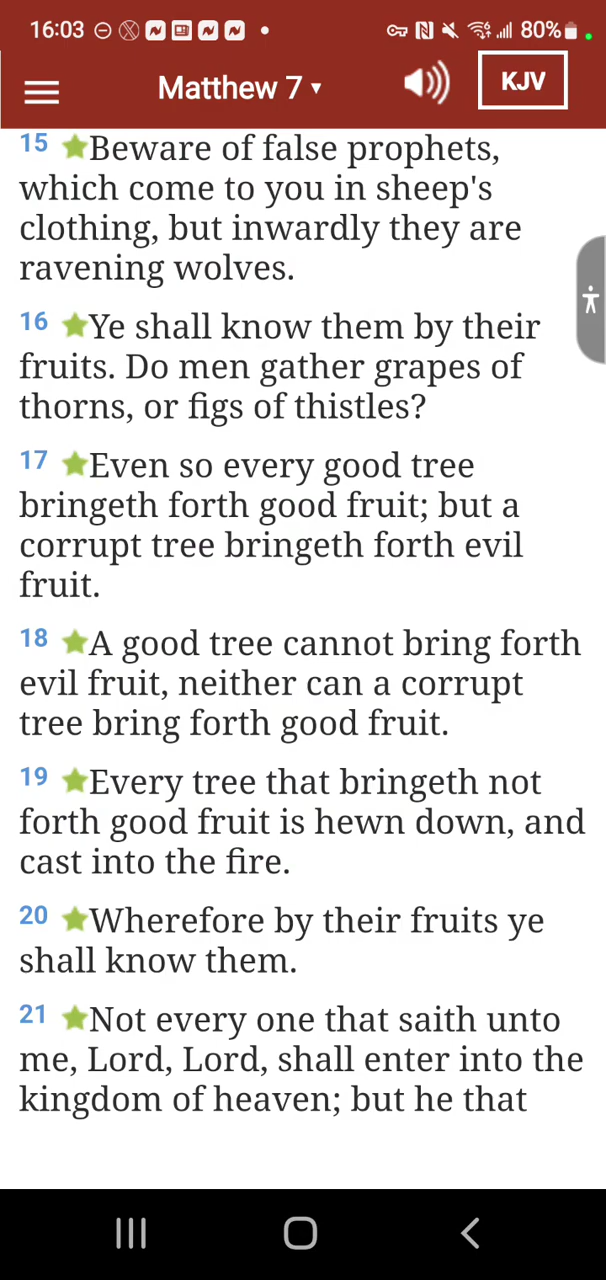 16:03 80%
Matthew 7 KJV
15 Beware of false prophets,
which come to you in sheep's
clothing, but inwardly they are
ravening wolves.
16 Ye shall know them by their
fruits. Do men gather grapes of
thorns, or figs of thistles?
17 Even so every good tree
bringeth forth good fruit; but a
corrupt tree bringeth forth evil
fruit.
18 A good tree cannot bring forth
evil fruit, neither can a corrupt
tree bring forth good fruit.
19 Every tree that bringeth not
forth good fruit is hewn down, and
cast into the fire.
20 Wherefore by their fruits ye
shall know them.
21 Not every one that saith unto
me, Lord, Lord, shall enter into the
kingdom of heaven; but he that